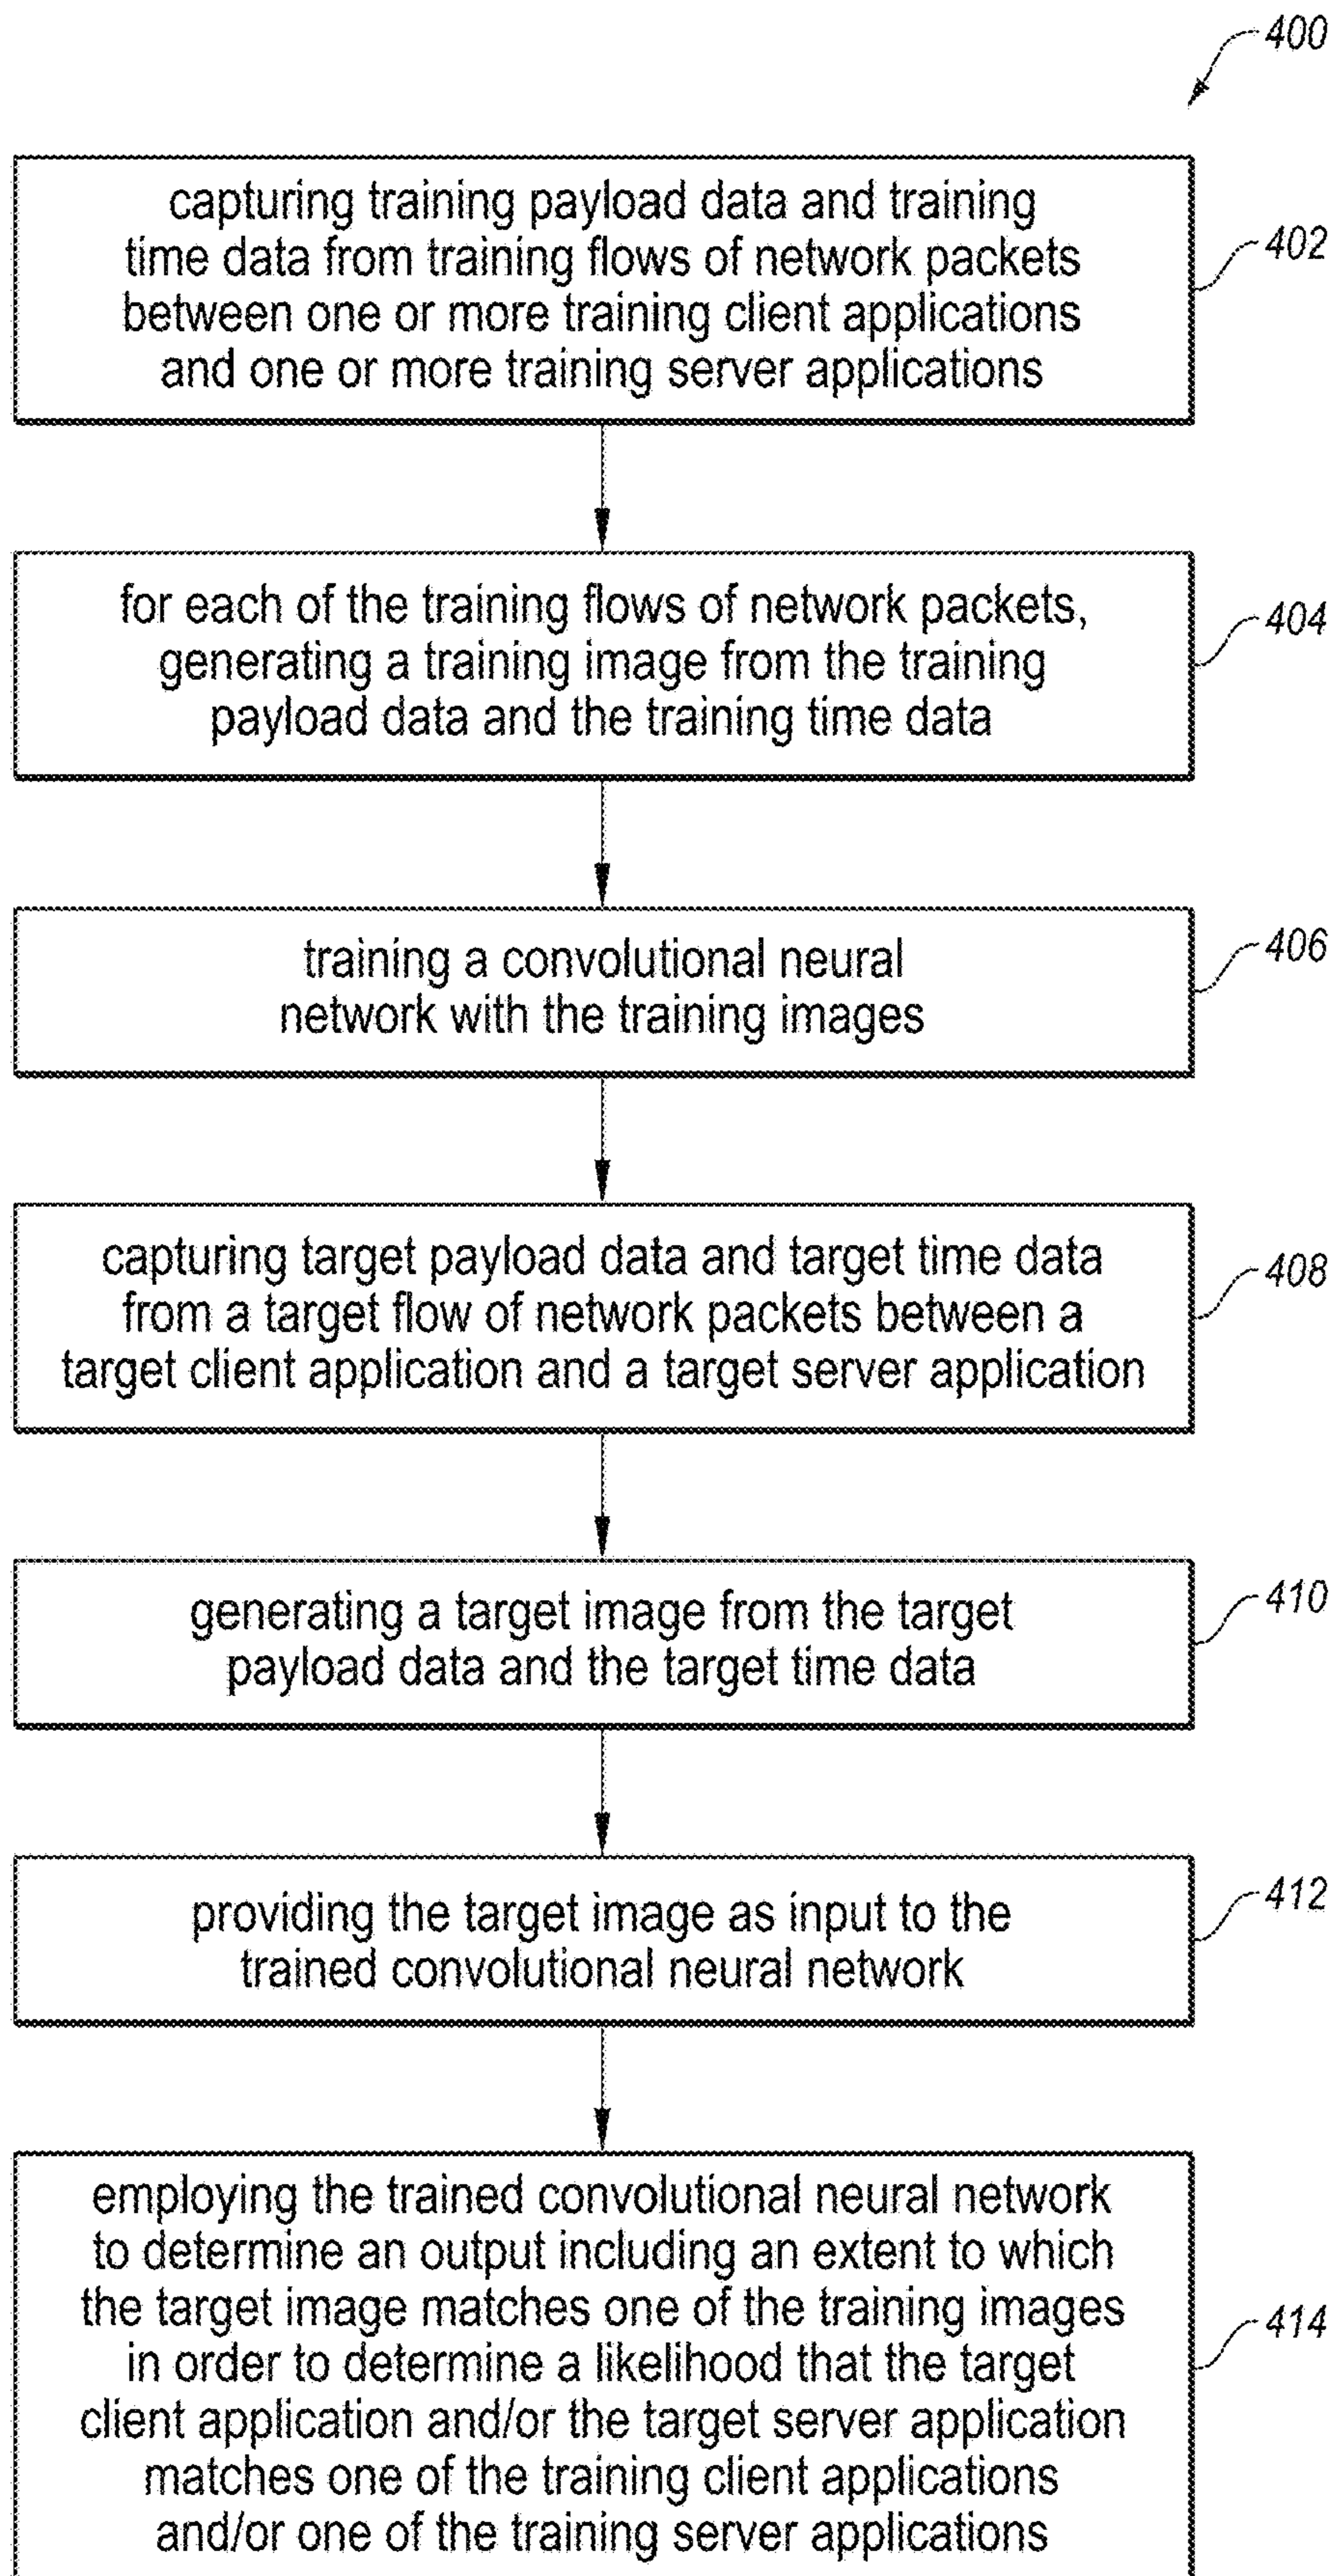 400
capturing training payload data and training
time data from training flows of network packets
between one or more training client applications
and one or more training server applications
402
for each of the training flows of network packets,
generating a training image from the training
payload data and the training time data
404
training a convolutional neural
network with the training images
406
capturing target payload data and target time data
from a target flow of network packets between a
target client application and a target server application
408
generating a target image from the target
payload data and the target time data
410
providing the target image as input to the
trained convolutional neural network
412
employing the trained convolutional neural network
to determine an output including an extent to which
the target image matches one of the training images
in order to determine a likelihood that the target
client application and/or the target server application
matches one of the training client applications
and/or one of the training server applications
414